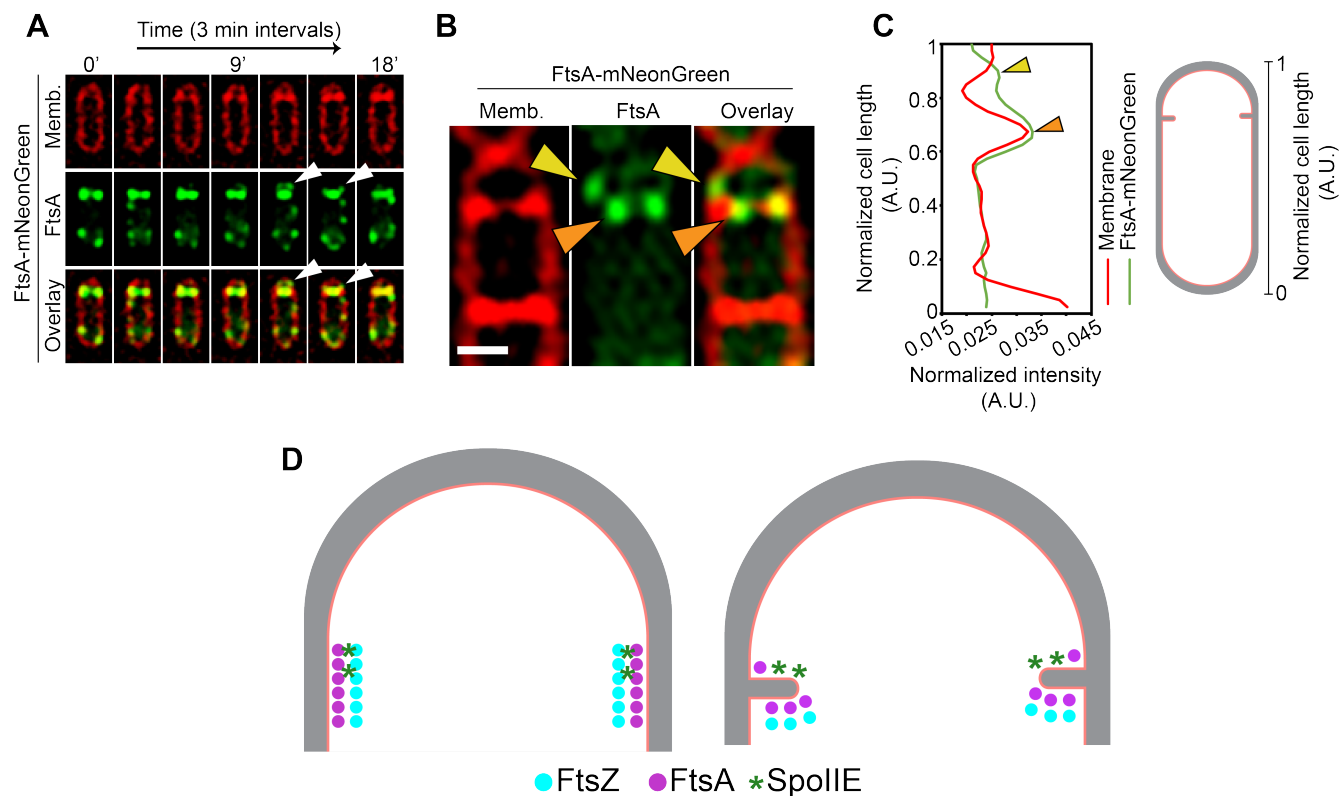 A
Time (3 min intervals)
0'
9'
18'
FtsA-mNeonGreen
Memb.
FtsA
Overlay
B
FtsA-mNeonGreen
Memb.
FtsA
Overlay
C
Normalized cell length
(A.U.)
1
0.8
0.6
0.4
0.2
0
0.015
0.025
0.035
0.045
Normalized intensity
(A.U.)
Membrane
FtsA-mNeonGreen
1
0
Normalized cell length
(A.U.)
D
FtsZ
FtsA
*SpoIIE